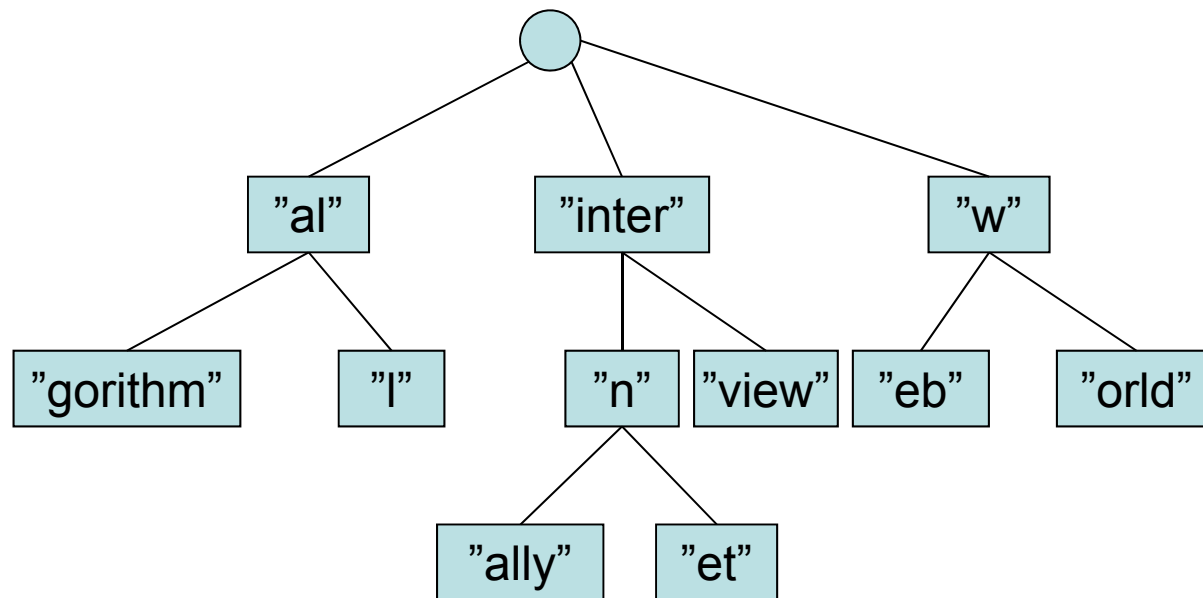 ”al” ”inter” ”w”
”gorithm” ”l” ”n” ”view” ”eb” ”orld”
”ally” ”et”